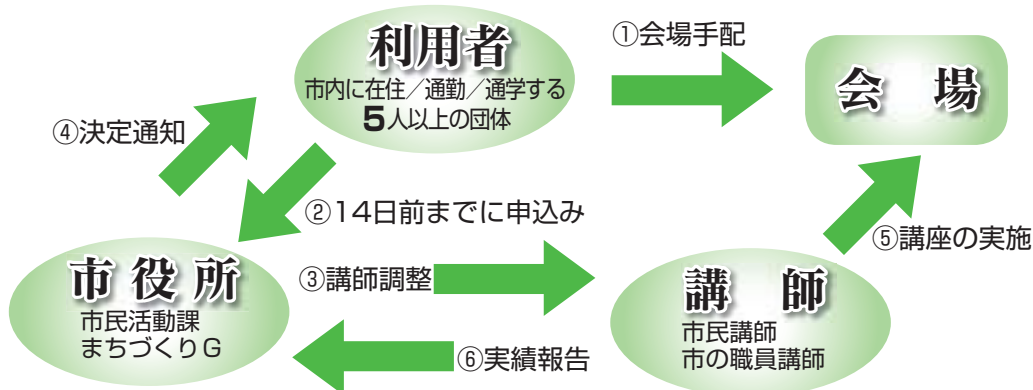 利用者
市内に在住／通勤／通学する
5人以上の団体
①会場手配
会　場
④決定通知
②14日前までに申込み
⑤講座の実施
市役所
市民活動課
まちづくりG
③講師調整
講　師
市民講師
市の職員講師
⑥実績報告